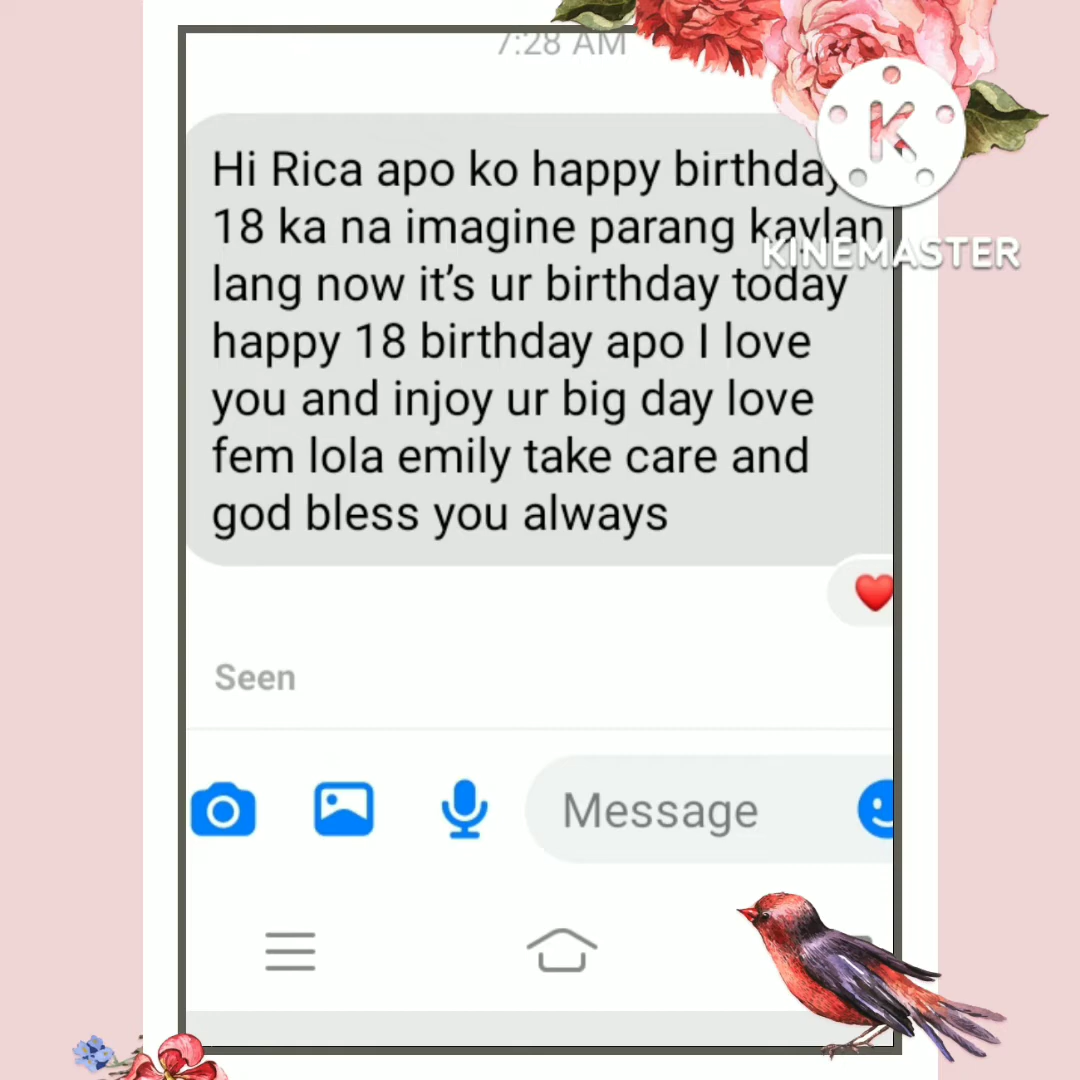 7:28 AM
Hi Rica apo ko happy birthday
18 ka na imagine parang kaylan
lang now it's ur birthday today
happy 18 birthday apo I love
you and injoy ur big day love
fem lola emily take care and
god bless you always
Seen
Message
K
KINEMASTER